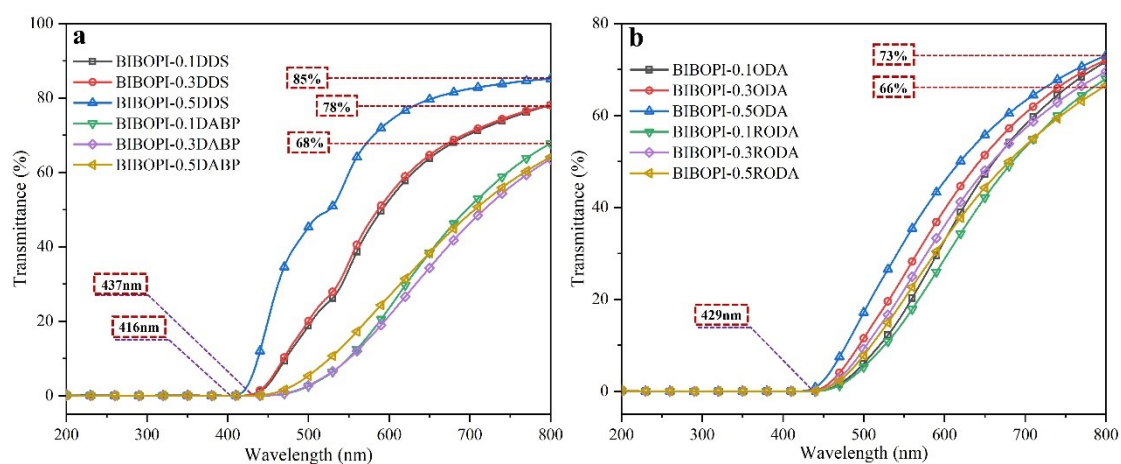 a
BIBOPI-0.1DDS
BIBOPI-0.3DDS
BIBOPI-0.5DDS
BIBOPI-0.1DABP
BIBOPI-0.3DABP
BIBOPI-0.5DABP
85%
78%
68%
437nm
416nm
100
80
60
40
20
0
Transmittance (%)
200 300 400 500 600 700 800
Wavelength (nm)
b
BIBOPI-0.1ODA
BIBOPI-0.3ODA
BIBOPI-0.5ODA
BIBOPI-0.1RODA
BIBOPI-0.3RODA
BIBOPI-0.5RODA
73%
66%
429nm
80
60
40
20
0
Transmittance (%)
200 300 400 500 600 700 800
Wavelength (nm)